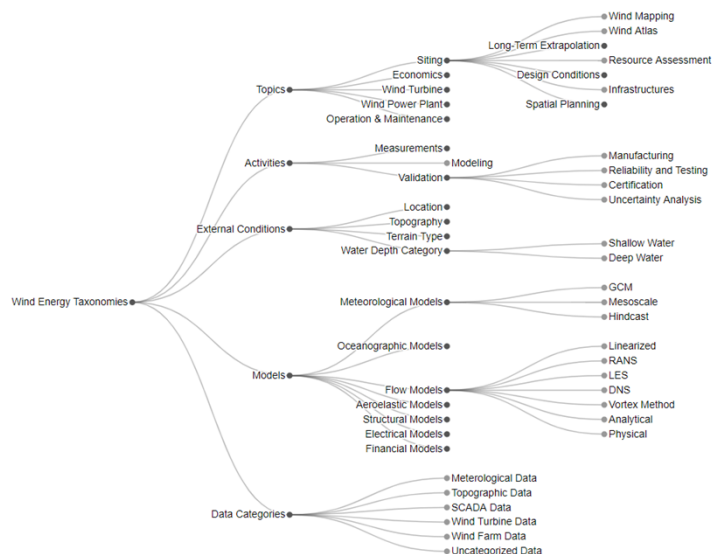 Wind Energy Taxonomies
Topics
Siting
Wind Mapping
Wind Atlas
Long-Term Extrapolation
Resource Assessment
Design Conditions
Infrastructures
Spatial Planning
Economics
Wind Turbine
Wind Power Plant
Operation & Maintenance
Activities
Measurements
Modeling
Validation
Manufacturing
Reliability and Testing
Certification
Uncertainty Analysis
External Conditions
Location
Topography
Terrain Type
Water Depth Category
Shallow Water
Deep Water
Models
Meteorological Models
GCM
Mesoscale
Hindcast
Oceanographic Models
Flow Models
Linearized
RANS
LES
DNS
Vortex Method
Analytical
Physical
Aeroelastic Models
Structural Models
Electrical Models
Financial Models
Data Categories
Meterological Data
Topographic Data
SCADA Data
Wind Turbine Data
Wind Farm Data
Uncategorized Data